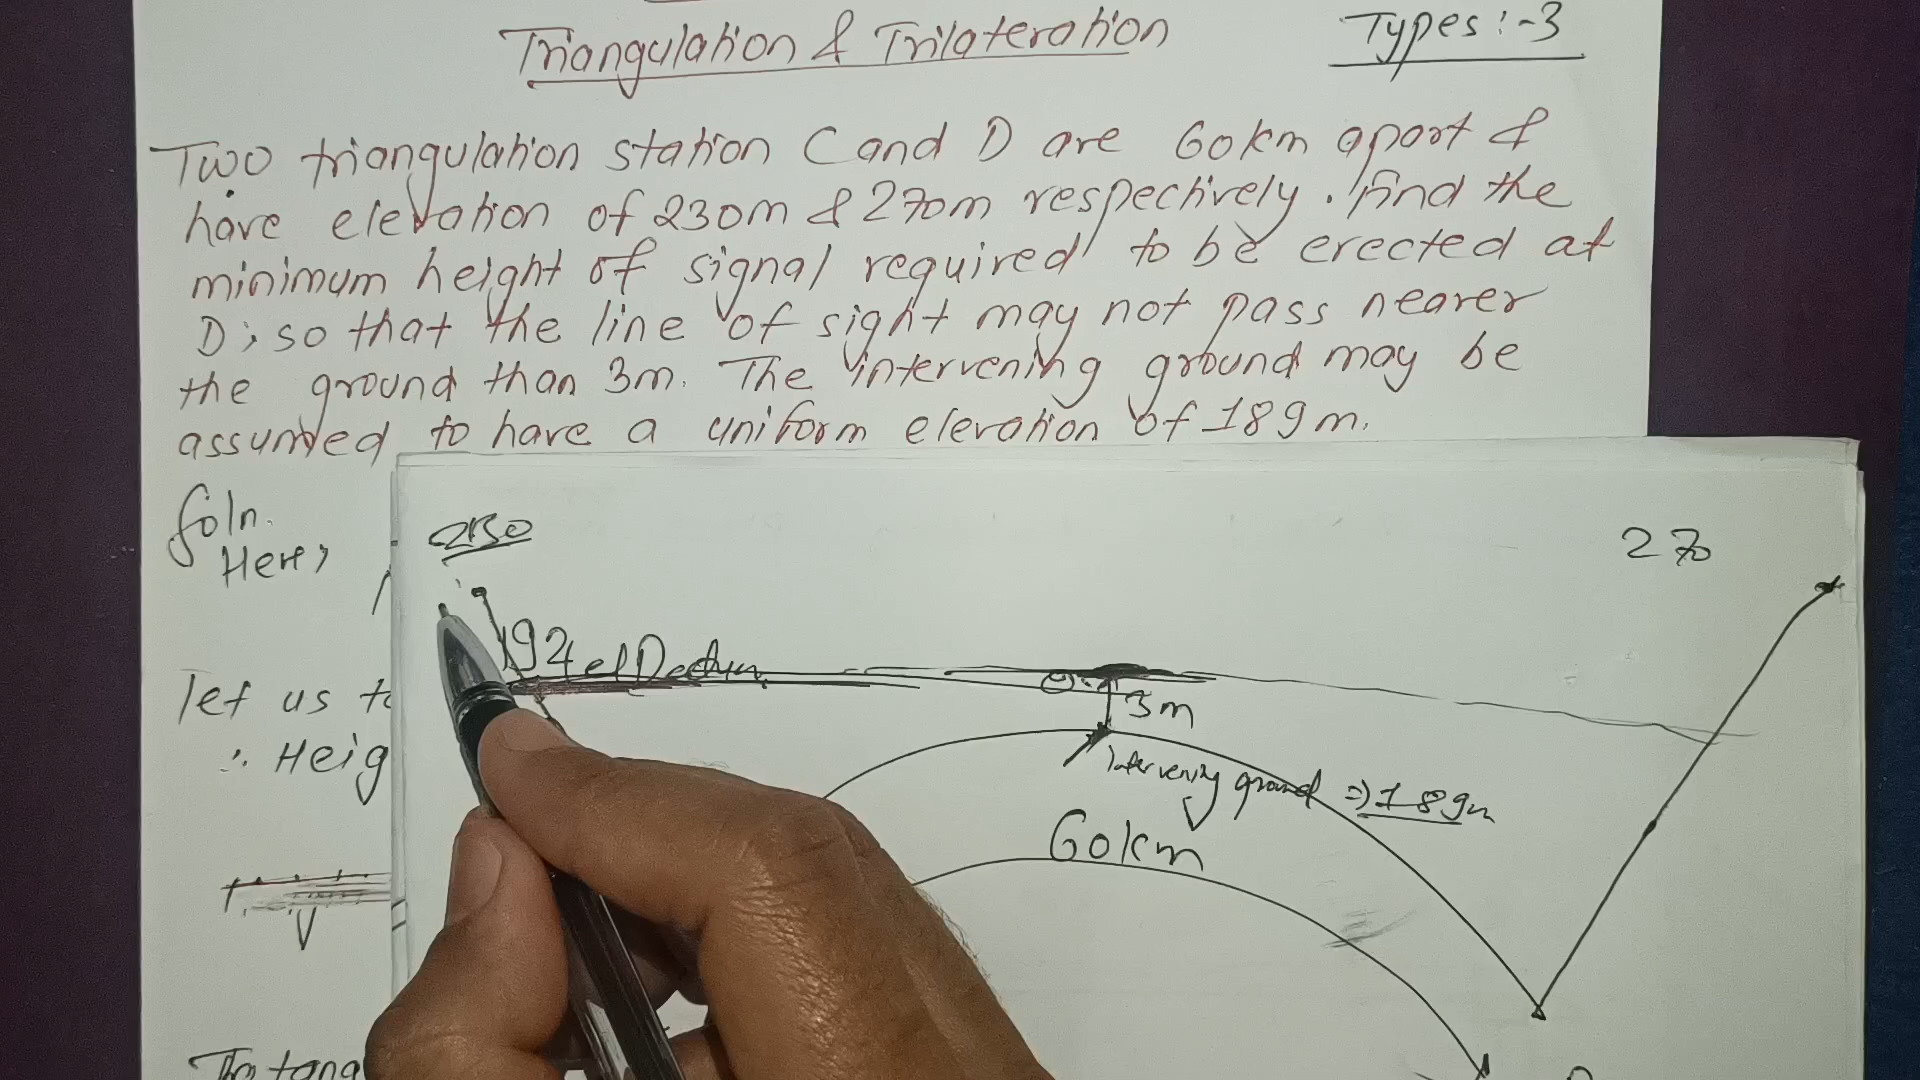 Triangulation & Trilateration
Types:-3
Two triangulation station C and D are 60km apart &
have elevation of 230m & 270m respectively. Find the
minimum height of signal required to be erected at
D, so that the line of sight may not pass nearer
the ground than 3m. The intervening ground may be
assumed to have a uniform elevation of 189m.
Soln.
Here,
230
270
192
3m
Intervening ground => 189m
60km
let us
∴ Heig